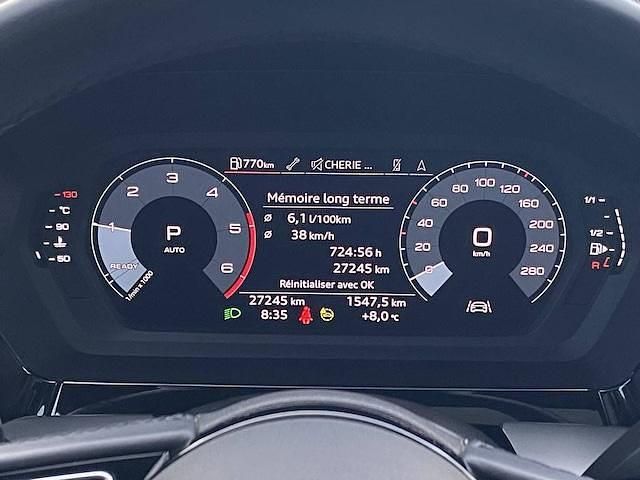 770km CHERIE ...
Mémoire long terme
ø 6,1 l/100km
ø 38 km/h
724:56 h
27245 km
Réinitialiser avec OK
27245 km 1547,5 km
8:35 +8,0 °C
1 2 3 4 5 6
P
AUTO
READY
1/min x 1000
0 20 40 60 80 100 120 160 200 240 280
0
km/h
130
°C
90
50
1/1
1/2
R